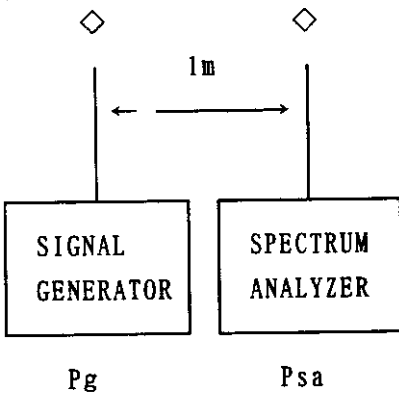 1m
SIGNAL
GENERATOR
SPECTRUM
ANALYZER
Pg
Psa